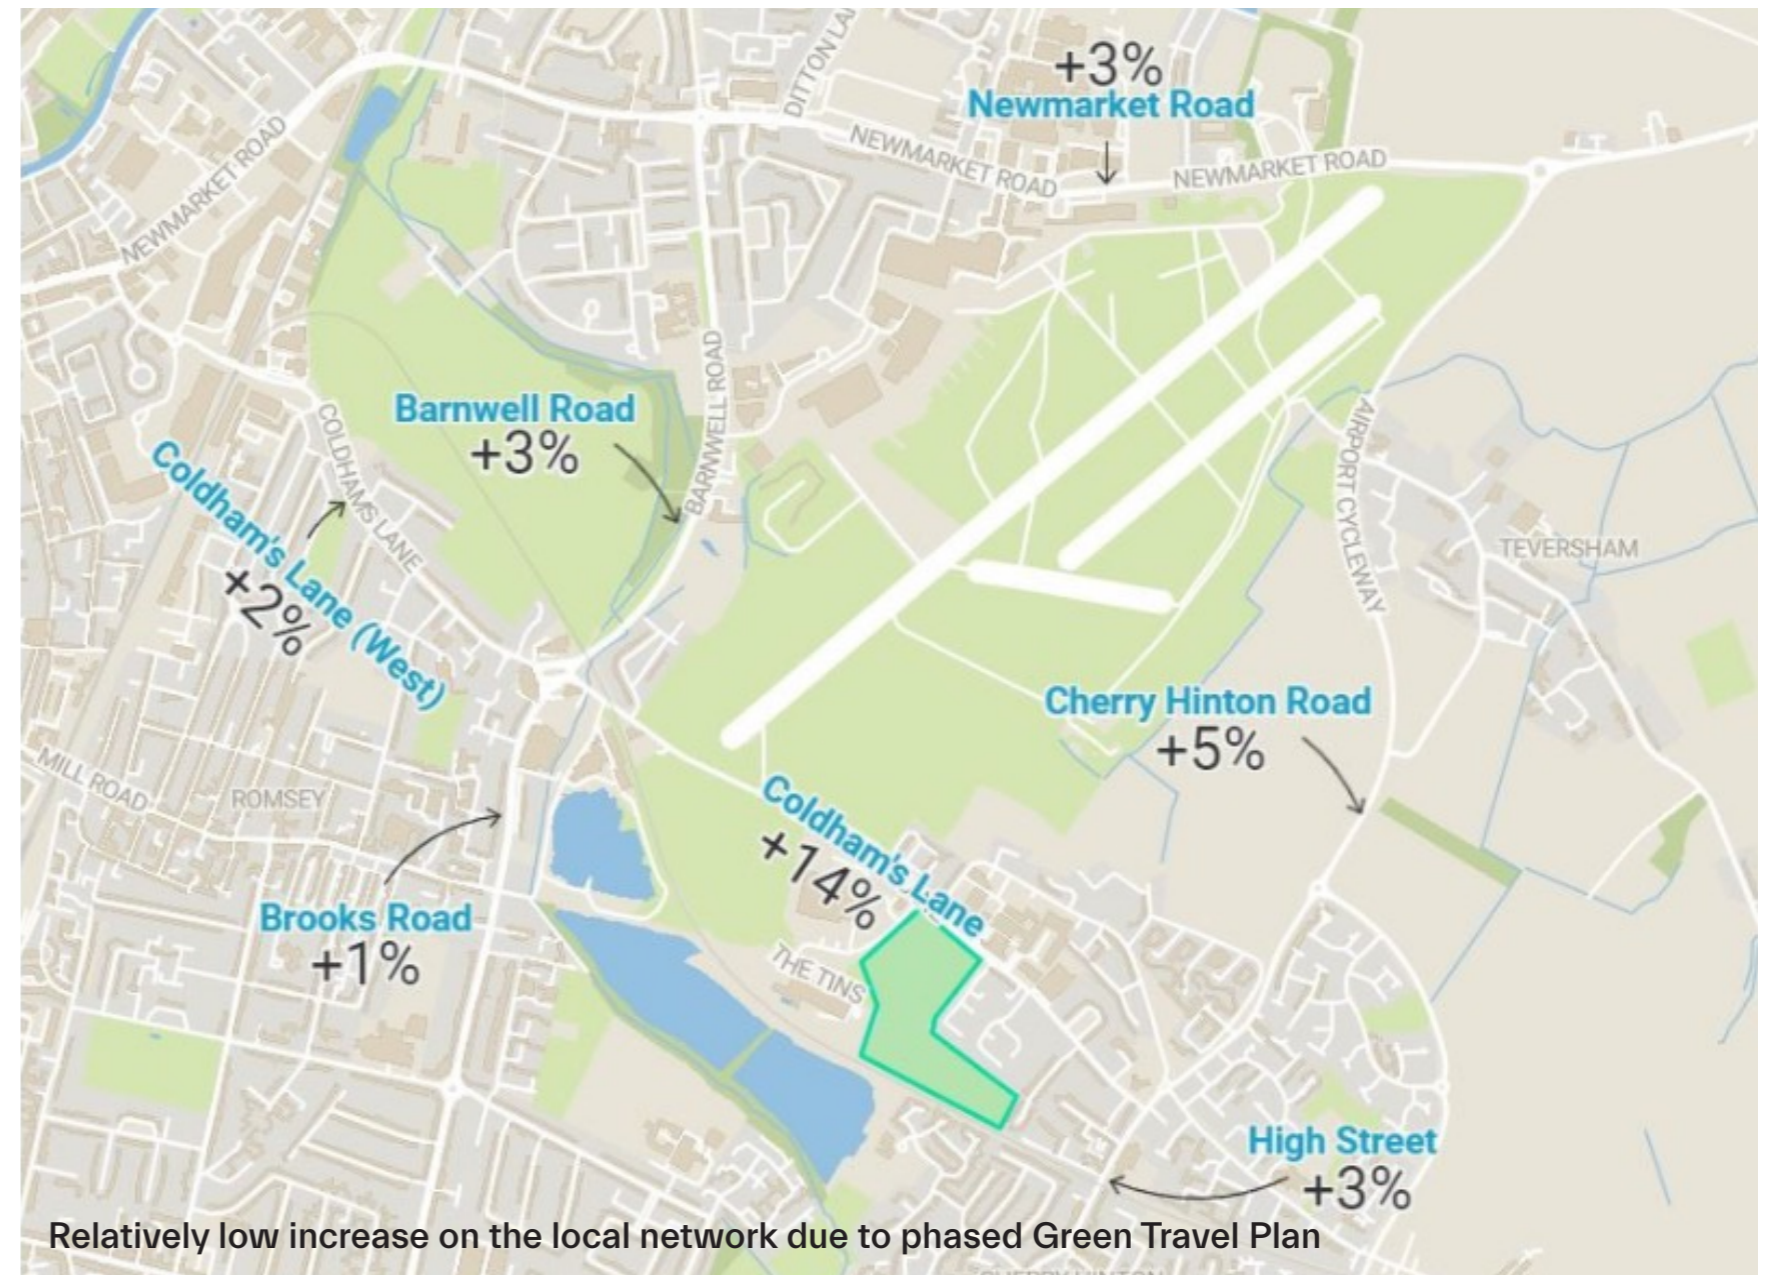 +3%
Newmarket Road
DITTON LA
NEWMARKET ROAD
NEWMARKET ROAD
NEWMARKET ROAD
BARNWELL ROAD
Barnwell Road
+3%
COLDHAM'S LANE
Coldham's Lane (West)
+2%
AIRPORT CYCLEWAY
TEVERSHAM
Cherry Hinton Road
+5%
MILL ROAD
ROMSEY
Coldham's Lane
+14%
Brooks Road
+1%
THE TINS
High Street
+3%
Relatively low increase on the local network due to phased Green Travel Plan